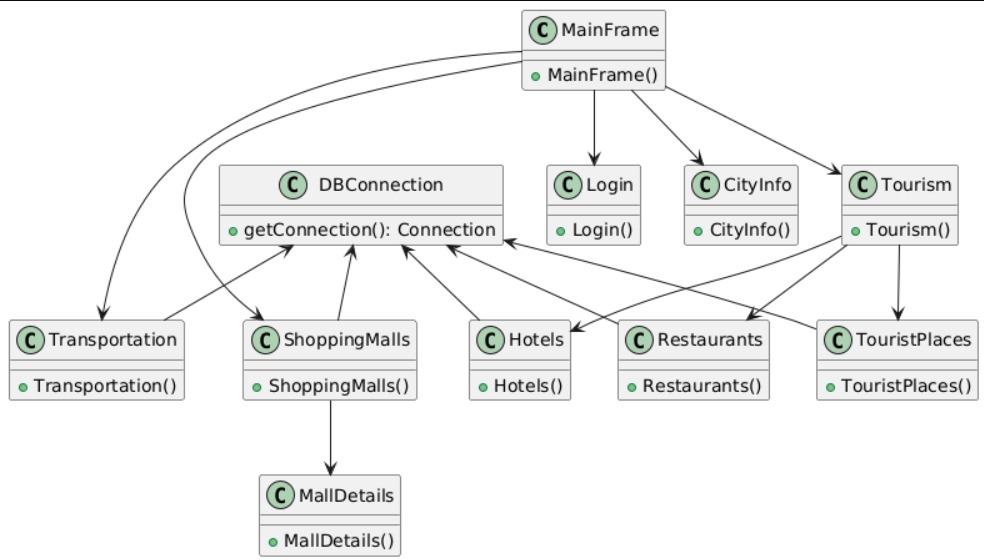 C MainFrame
MainFrame()
C DBConnection
getConnection(): Connection
C Login
Login()
C CityInfo
CityInfo()
C Tourism
Tourism()
C Transportation
Transportation()
C ShoppingMalls
ShoppingMalls()
C Hotels
Hotels()
C Restaurants
Restaurants()
C TouristPlaces
TouristPlaces()
C MallDetails
MallDetails()